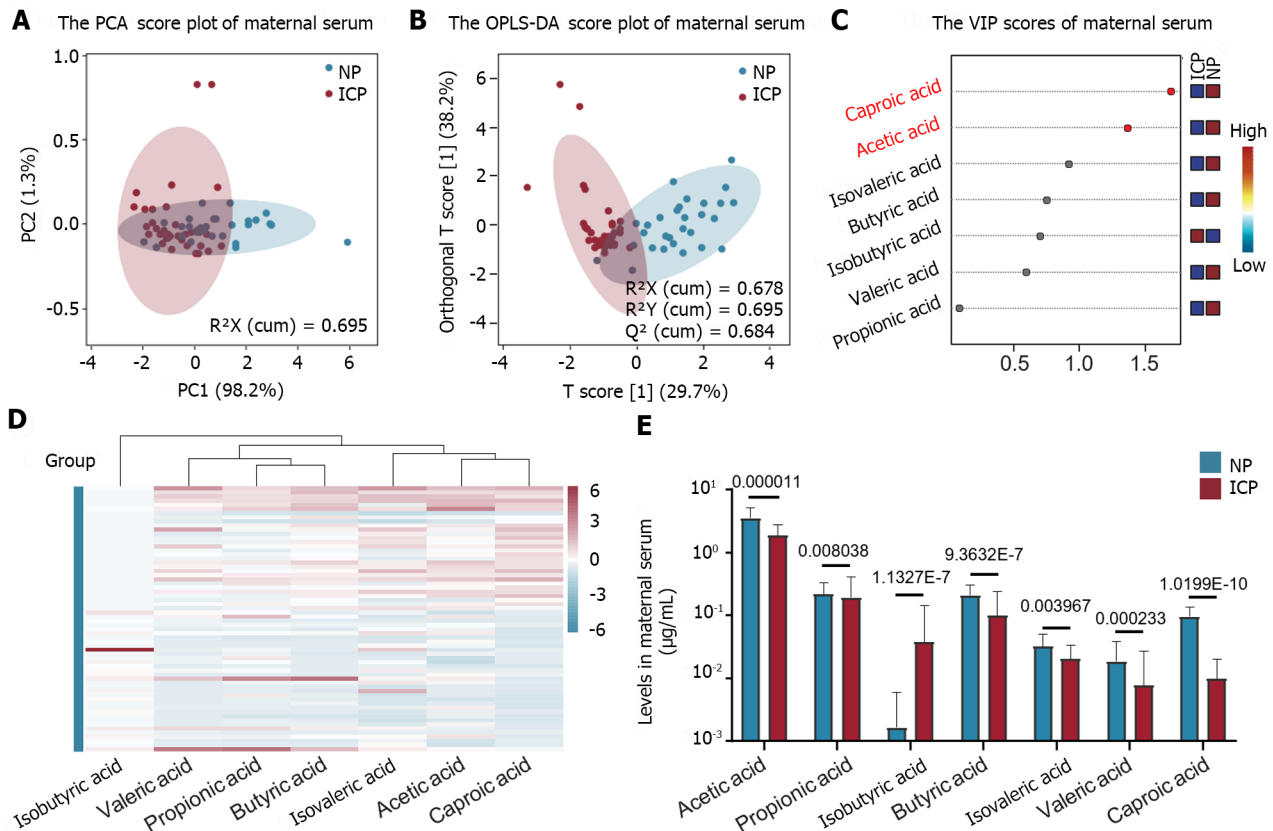 A
The PCA score plot of maternal serum
1.0
0.5
0.0
-0.5
PC2 (1.3%)
NP
ICP
R²X (cum) = 0.695
-4
-2
0
2
4
6
PC1 (98.2%)
B
The OPLS-DA score plot of maternal serum
6
4
2
0
-2
-4
Orthogonal T score [1] (38.2%)
NP
ICP
R²X (cum) = 0.678
R²Y (cum) = 0.695
Q² (cum) = 0.684
-4
-2
0
2
4
T score [1] (29.7%)
C
The VIP scores of maternal serum
ICP
NP
Caproic acid
Acetic acid
Isovaleric acid
Butyric acid
Isobutyric acid
Valeric acid
Propionic acid
0.5
1.0
1.5
High
Low
D
Group
6
3
0
-3
-6
Isobutyric acid
Valeric acid
Propionic acid
Butyric acid
Isovaleric acid
Acetic acid
Caproic acid
E
NP
ICP
Levels in maternal serum
(μg/mL)
10¹
10⁰
10⁻¹
10⁻²
10⁻³
0.000011
0.008038
1.1327E-7
9.3632E-7
0.003967
0.000233
1.0199E-10
Acetic acid
Propionic acid
Isobutyric acid
Butyric acid
Isovaleric acid
Valeric acid
Caproic acid